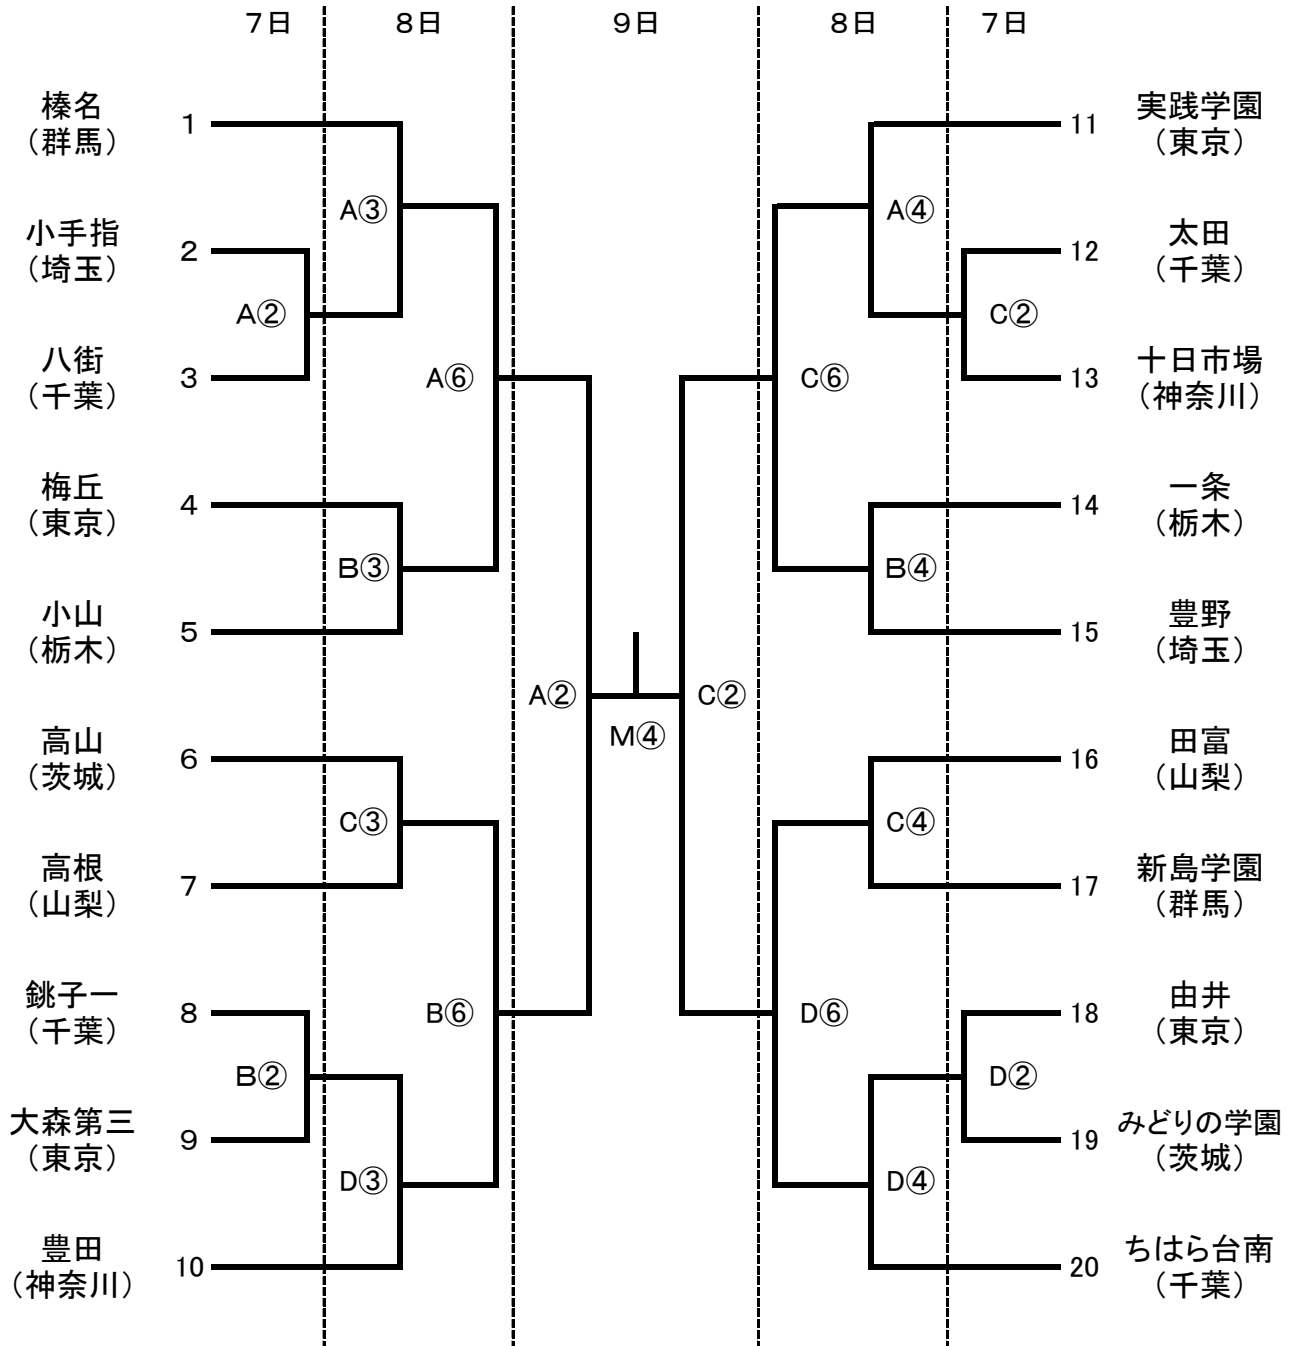 7日 8日 9日 8日 7日
榛名
（群馬）
1
小手指
（埼玉）
2
八街
（千葉）
3
梅丘
（東京）
4
小山
（栃木）
5
高山
（茨城）
6
高根
（山梨）
7
銚子一
（千葉）
8
大森第三
（東京）
9
豊田
（神奈川）
10
A②
B②
A③
B③
C③
D③
A⑥
B⑥
A②
M④
C②
C⑥
D⑥
A④
B④
C④
D④
C②
D②
11
実践学園
（東京）
12
太田
（千葉）
13
十日市場
（神奈川）
14
一条
（栃木）
15
豊野
（埼玉）
16
田富
（山梨）
17
新島学園
（群馬）
18
由井
（東京）
19
みどりの学園
（茨城）
20
ちはら台南
（千葉）